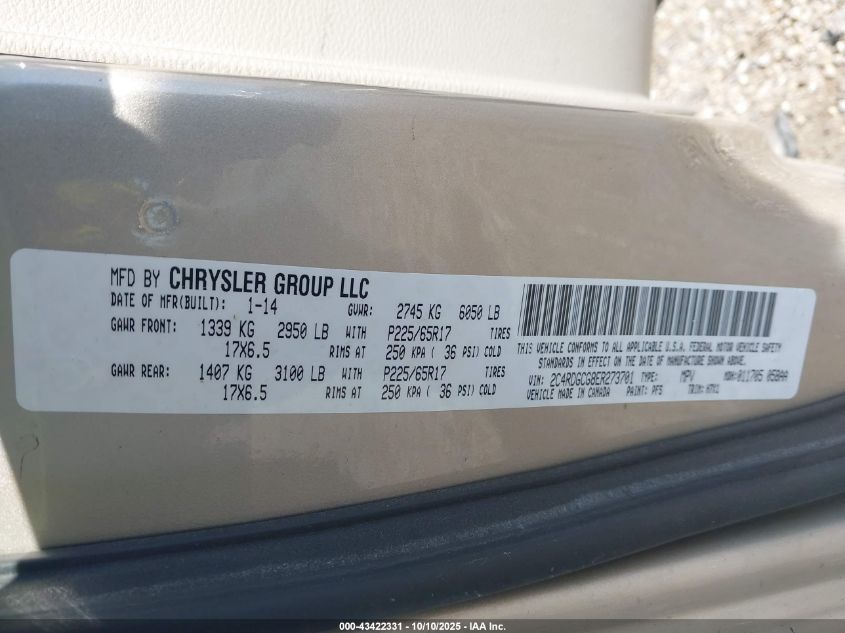 MFD BY CHRYSLER GROUP LLC
DATE OF MFR(BUILT): 1-14 GVWR: 2745 KG 6050 LB
GAWR FRONT: 1339 KG 2950 LB WITH P225/65R17 TIRES
17X6.5 RIMS AT 250 KPA ( 36 PSI) COLD
GAWR REAR: 1407 KG 3100 LB WITH P225/65R17 TIRES
17X6.5 RIMS AT 250 KPA ( 36 PSI) COLD
THIS VEHICLE CONFORMS TO ALL APPLICABLE U.S.A. FEDERAL MOTOR VEHICLE SAFETY
STANDARDS IN EFFECT ON THE DATE OF MANUFACTURE SHOWN ABOVE.
VIN: 2C4RDGCG8ER273701 TYPE: MPV MDH: 011705 058AA
VEHICLE MADE IN CANADA PAINT: PFS TRIM:
000-43422331 - 10/10/2025 - IAA Inc.